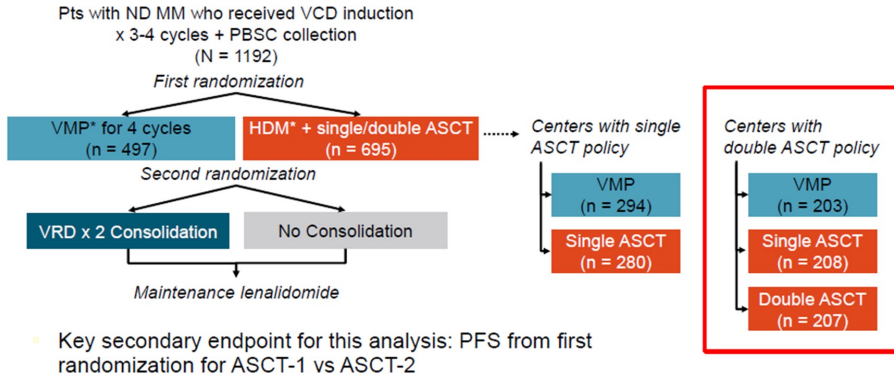 Pts with ND MM who received VCD induction
x 3-4 cycles + PBSC collection
(N = 1192)
First randomization
VMP* for 4 cycles
(n = 497)
HDM* + single/double ASCT
(n = 695)
Second randomization
VRD x 2 Consolidation
No Consolidation
Maintenance lenalidomide
Centers with single
ASCT policy
VMP
(n = 294)
Single ASCT
(n = 280)
Centers with
double ASCT policy
VMP
(n = 203)
Single ASCT
(n = 208)
Double ASCT
(n = 207)
Key secondary endpoint for this analysis: PFS from first
randomization for ASCT-1 vs ASCT-2